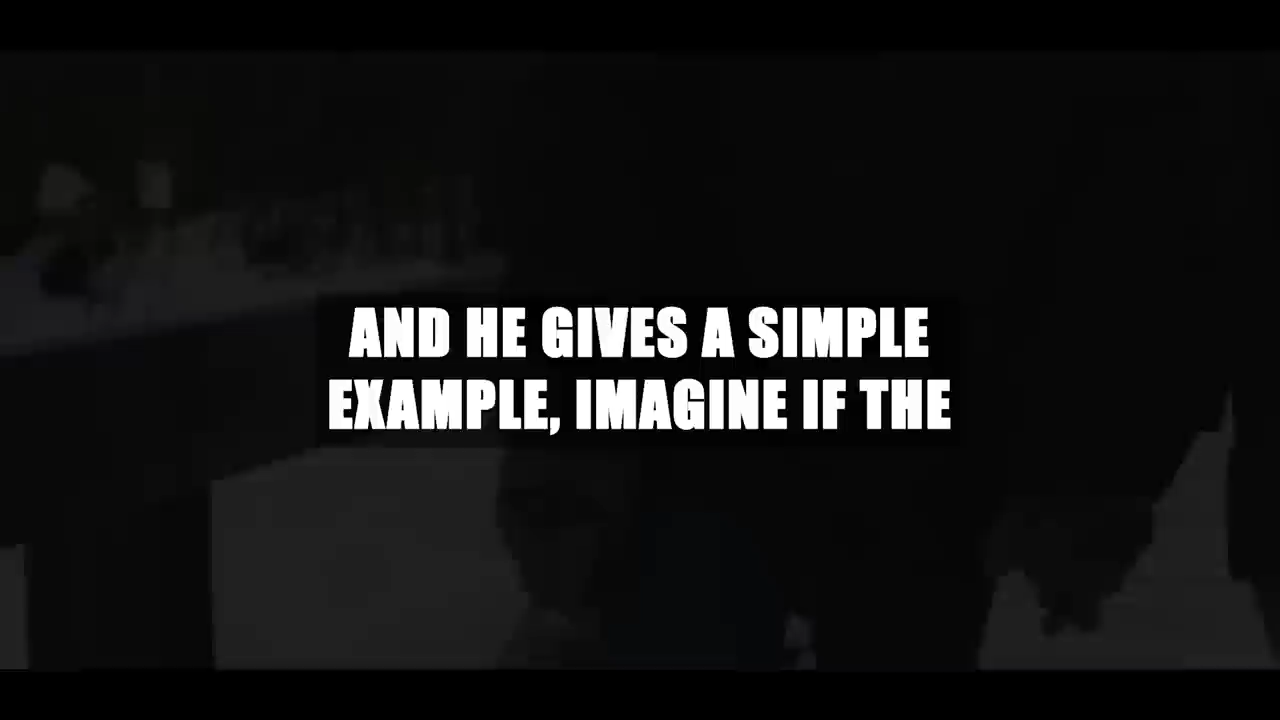 AND HE GIVES A SIMPLE
EXAMPLE, IMAGINE IF THE